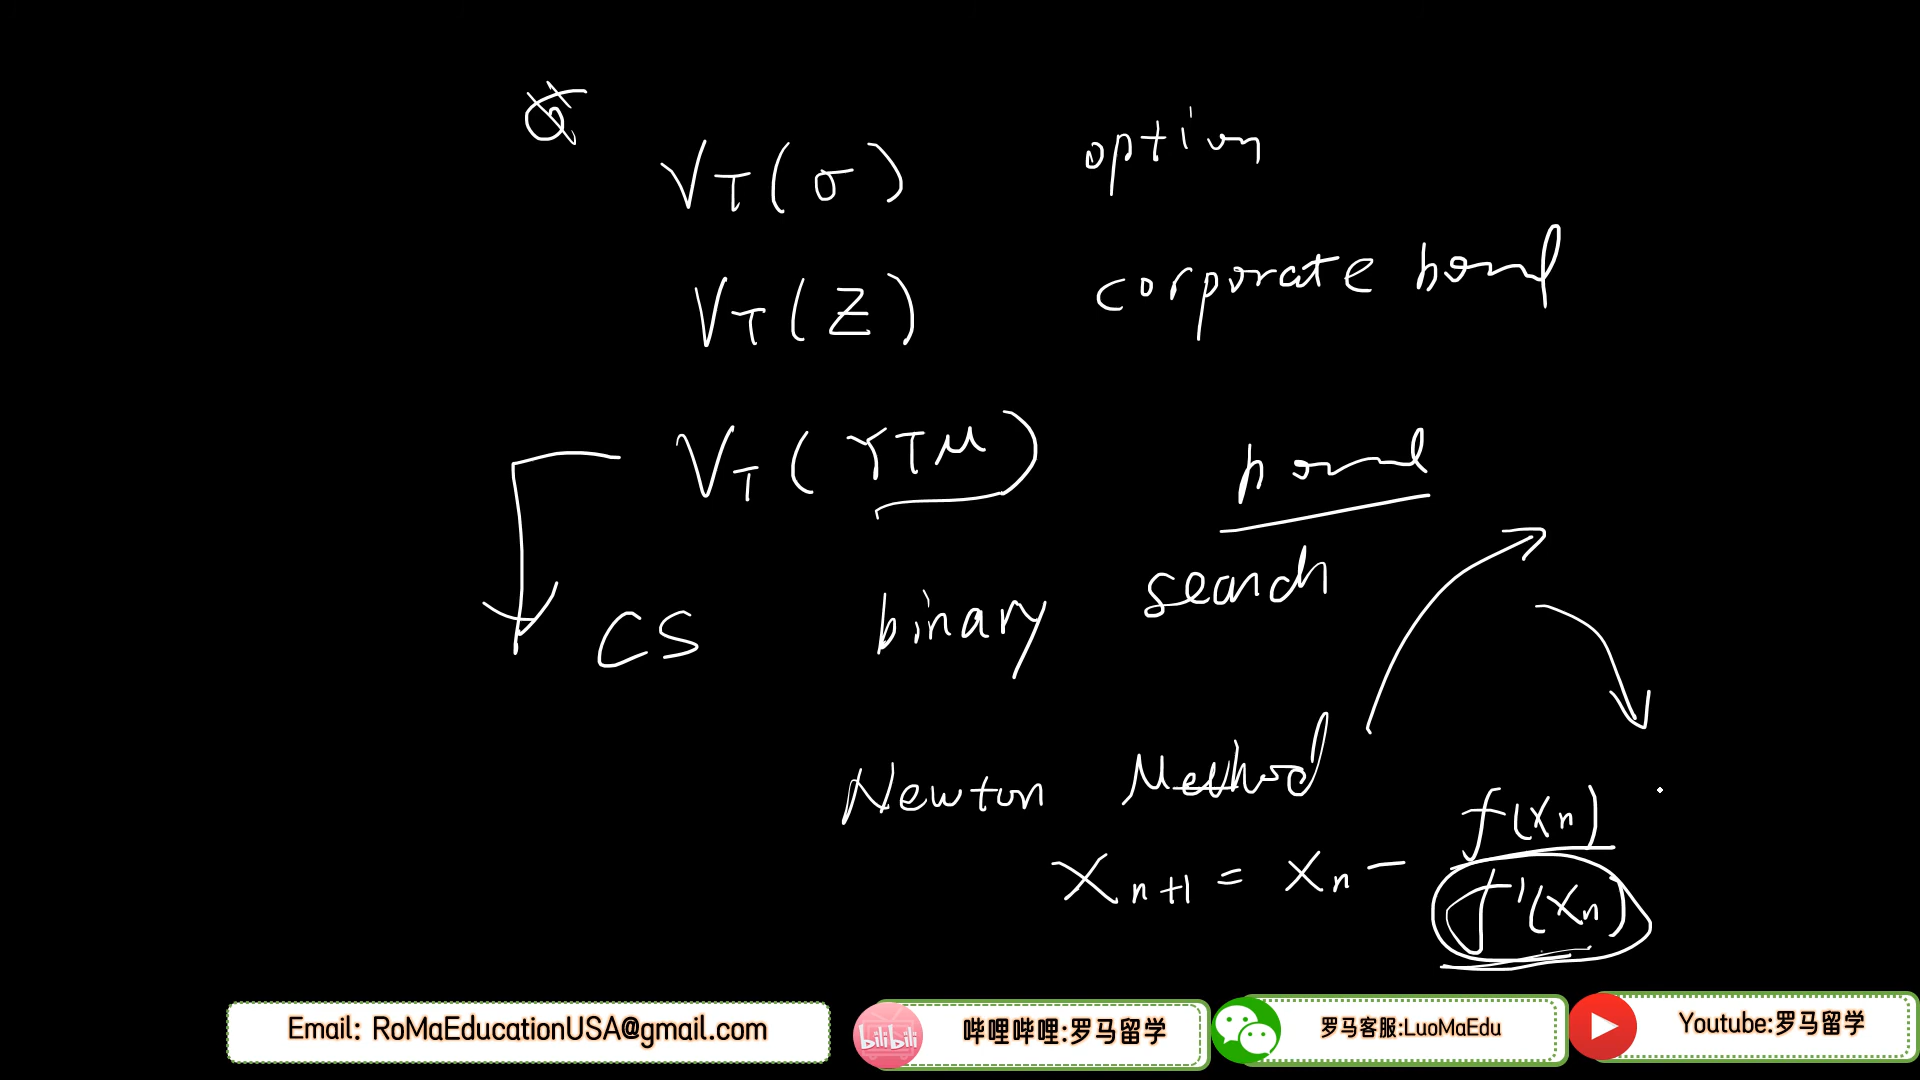 V_T(σ) option
V_T(Z) corporate bond
V_T(YTM) bond
CS binary search
Newton Method
X_{n+1} = X_n - f(X_n) / f'(X_n)
Email: RoMaEducationUSA@gmail.com
bilibili
哔哩哔哩:罗马留学
罗马客服:LuoMaEdu
Youtube:罗马留学